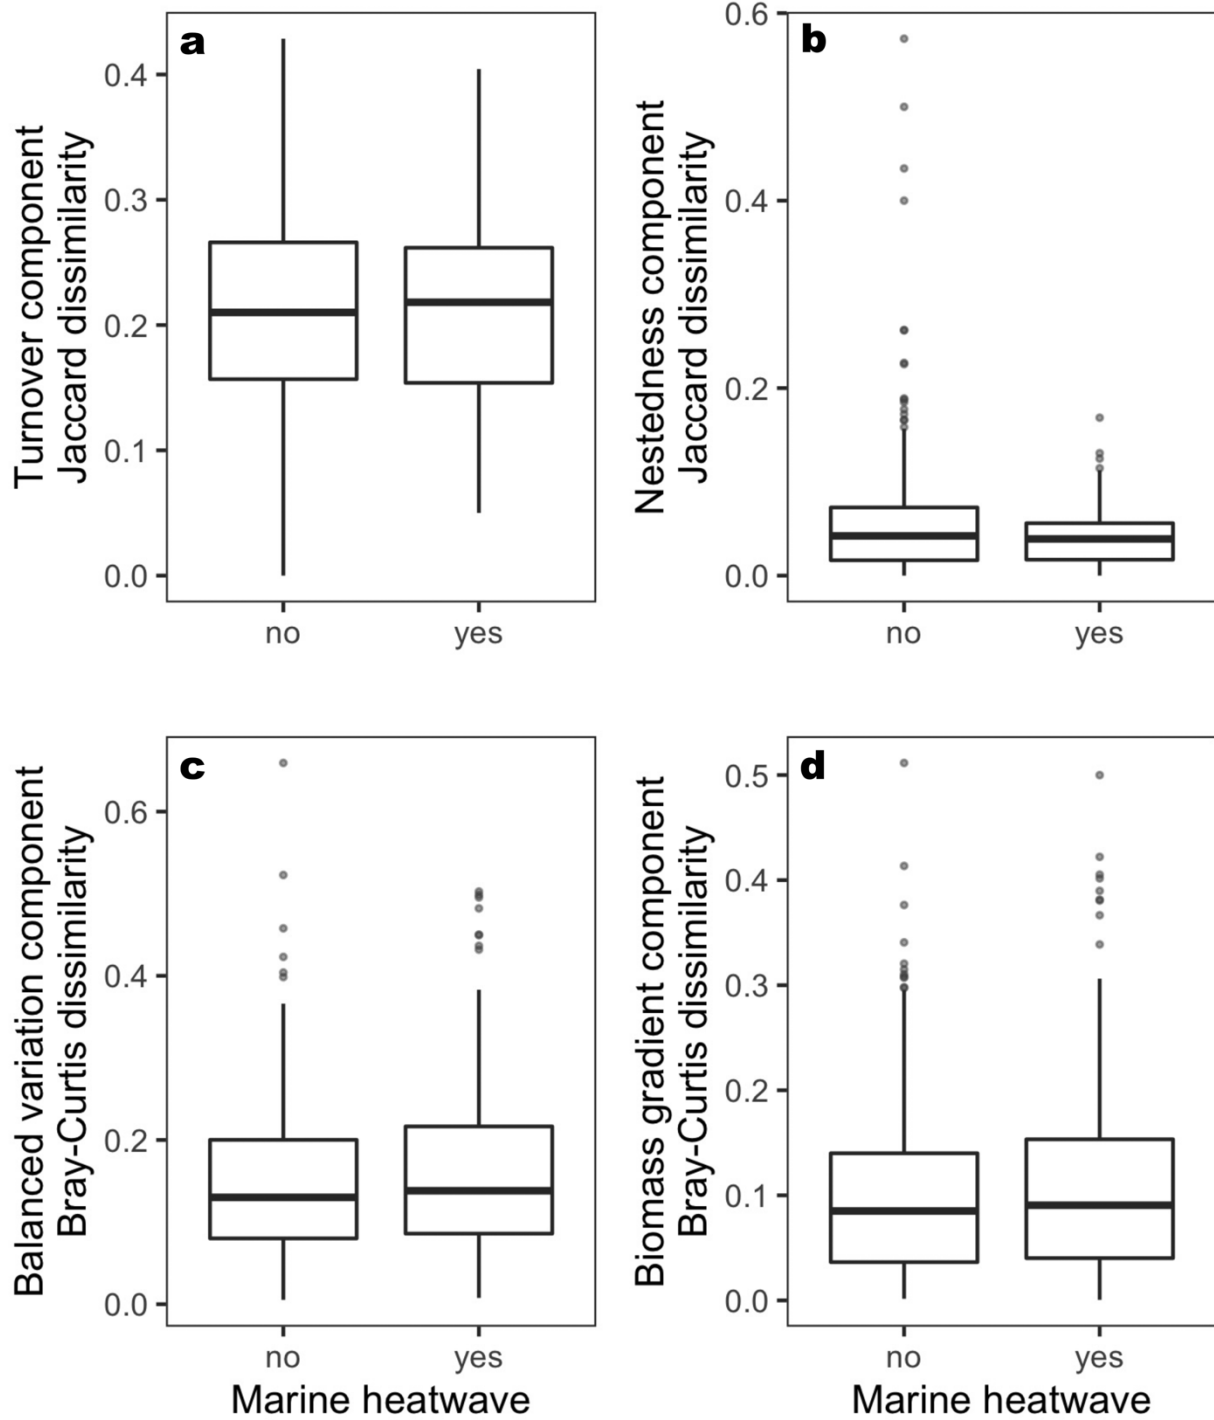 a
Turnover component
Jaccard dissimilarity
0.4
0.3
0.2
0.1
0.0
no yes
b
Nestedness component
Jaccard dissimilarity
0.6
0.4
0.2
0.0
no yes
c
Balanced variation component
Bray-Curtis dissimilarity
0.6
0.4
0.2
0.0
no yes
Marine heatwave
d
Biomass gradient component
Bray-Curtis dissimilarity
0.5
0.4
0.3
0.2
0.1
0.0
no yes
Marine heatwave